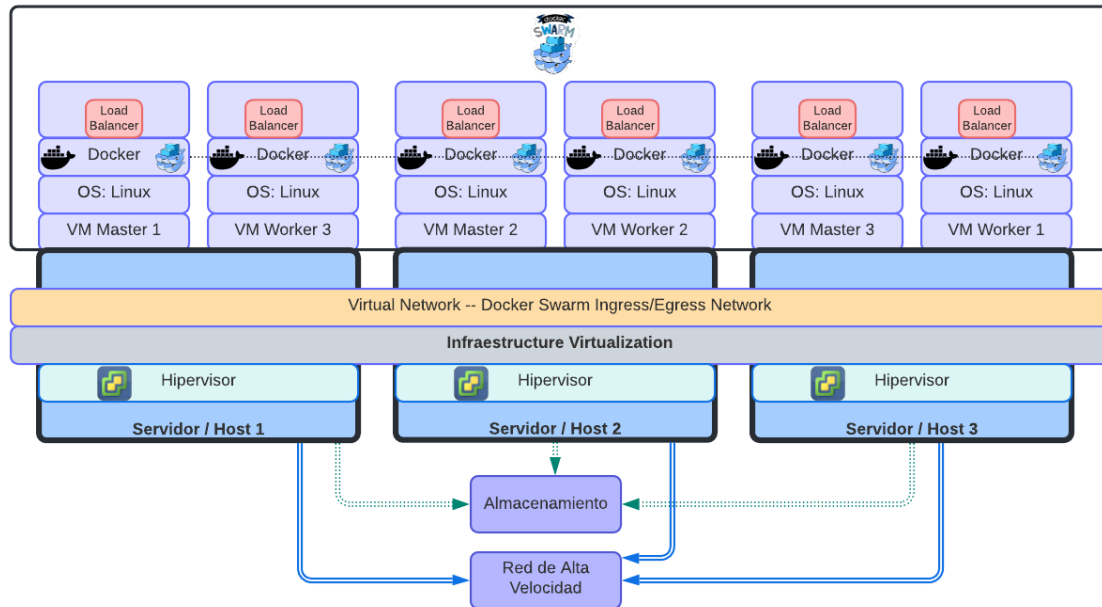 docker
SWARM
Load
Balancer
Load
Balancer
Load
Balancer
Load
Balancer
Load
Balancer
Load
Balancer
Docker
Docker
Docker
Docker
Docker
Docker
OS: Linux
OS: Linux
OS: Linux
OS: Linux
OS: Linux
OS: Linux
VM Master 1
VM Worker 3
VM Master 2
VM Worker 2
VM Master 3
VM Worker 1
Virtual Network -- Docker Swarm Ingress/Egress Network
Infraestructure Virtualization
Hipervisor
Hipervisor
Hipervisor
Servidor / Host 1
Servidor / Host 2
Servidor / Host 3
Almacenamiento
Red de Alta
Velocidad